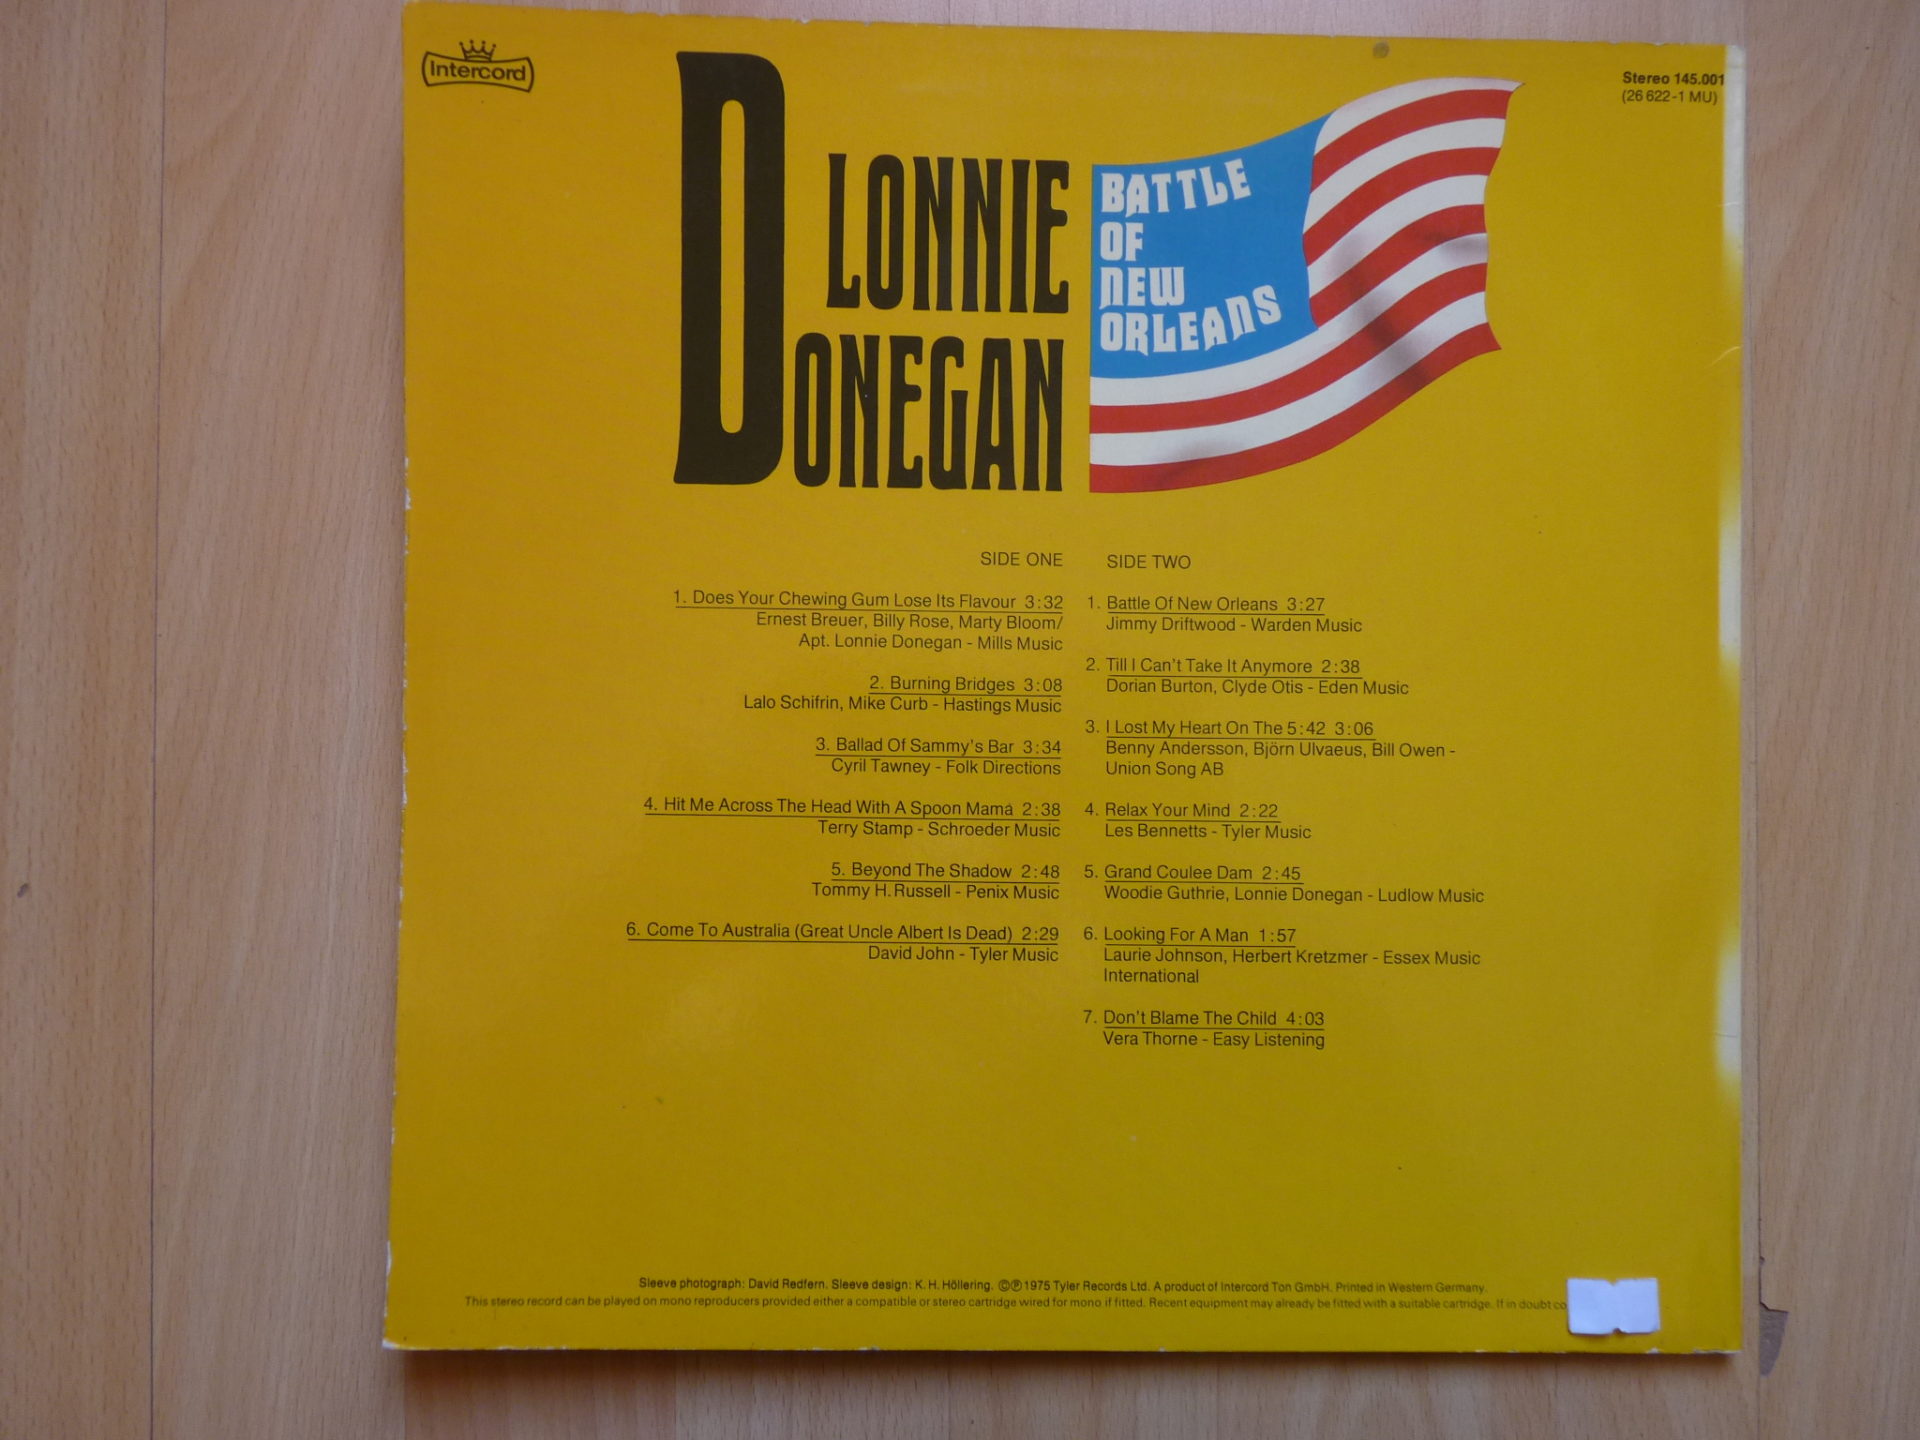 Intercord
Stereo 145.001
(26 622-1 MU)
LONNIE
DONEGAN
BATTLE
OF
NEW
ORLEANS
SIDE ONE
1. Does Your Chewing Gum Lose Its Flavour 3:32
Ernest Breuer, Billy Rose, Marty Bloom/
Apt. Lonnie Donegan - Mills Music
2. Burning Bridges 3:08
Lalo Schifrin, Mike Curb - Hastings Music
3. Ballad Of Sammy's Bar 3:34
Cyril Tawney - Folk Directions
4. Hit Me Across The Head With A Spoon Mamá 2:38
Terry Stamp - Schroeder Music
5. Beyond The Shadow 2:48
Tommy H. Russell - Penix Music
6. Come To Australia (Great Uncle Albert Is Dead) 2:29
David John - Tyler Music
SIDE TWO
1. Battle Of New Orleans 3:27
Jimmy Driftwood - Warden Music
2. Till I Can't Take It Anymore 2:38
Dorian Burton, Clyde Otis - Eden Music
3. I Lost My Heart On The 5:42 3:06
Benny Andersson, Björn Ulvaeus, Bill Owen -
Union Song AB
4. Relax Your Mind 2:22
Les Bennetts - Tyler Music
5. Grand Coulee Dam 2:45
Woodie Guthrie, Lonnie Donegan - Ludlow Music
6. Looking For A Man 1:57
Laurie Johnson, Herbert Kretzmer - Essex Music
International
7. Don't Blame The Child 4:03
Vera Thorne - Easy Listening
Sleeve photograph: David Redfern. Sleeve design: K. H. Höllering. ©℗1975 Tyler Records Ltd. A product of Intercord Ton GmbH. Printed in Western Germany.
This stereo record can be played on mono reproducers provided either a compatible or stereo cartridge wired for mono if fitted. Recent equipment may already be fitted with a suitable cartridge. If in doubt